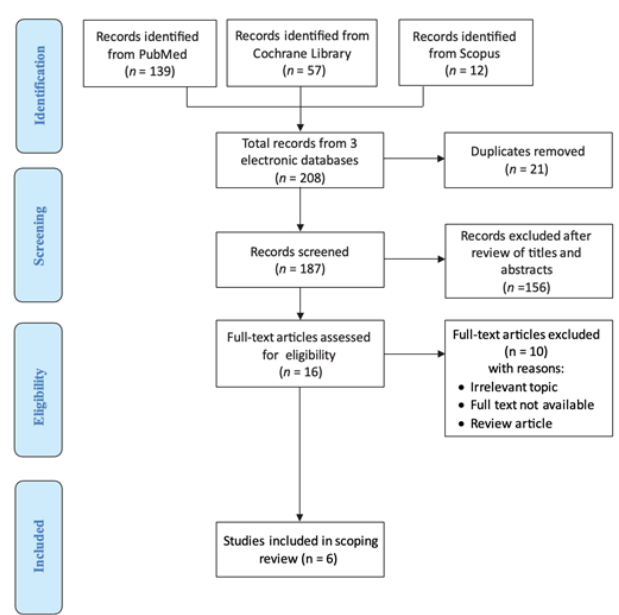 Identification
Records identified
from PubMed
(n = 139)
Records identified from
Cochrane Library
(n = 57)
Records identified
from Scopus
(n = 12)
Total records from 3
electronic databases
(n = 208)
Duplicates removed
(n = 21)
Screening
Records screened
(n = 187)
Records excluded after
review of titles and
abstracts
(n =156)
Eligibility
Full-text articles assessed
for eligibility
(n = 16)
Full-text articles excluded
(n = 10)
with reasons:
• Irrelevant topic
• Full text not available
• Review article
Included
Studies included in scoping
review (n = 6)